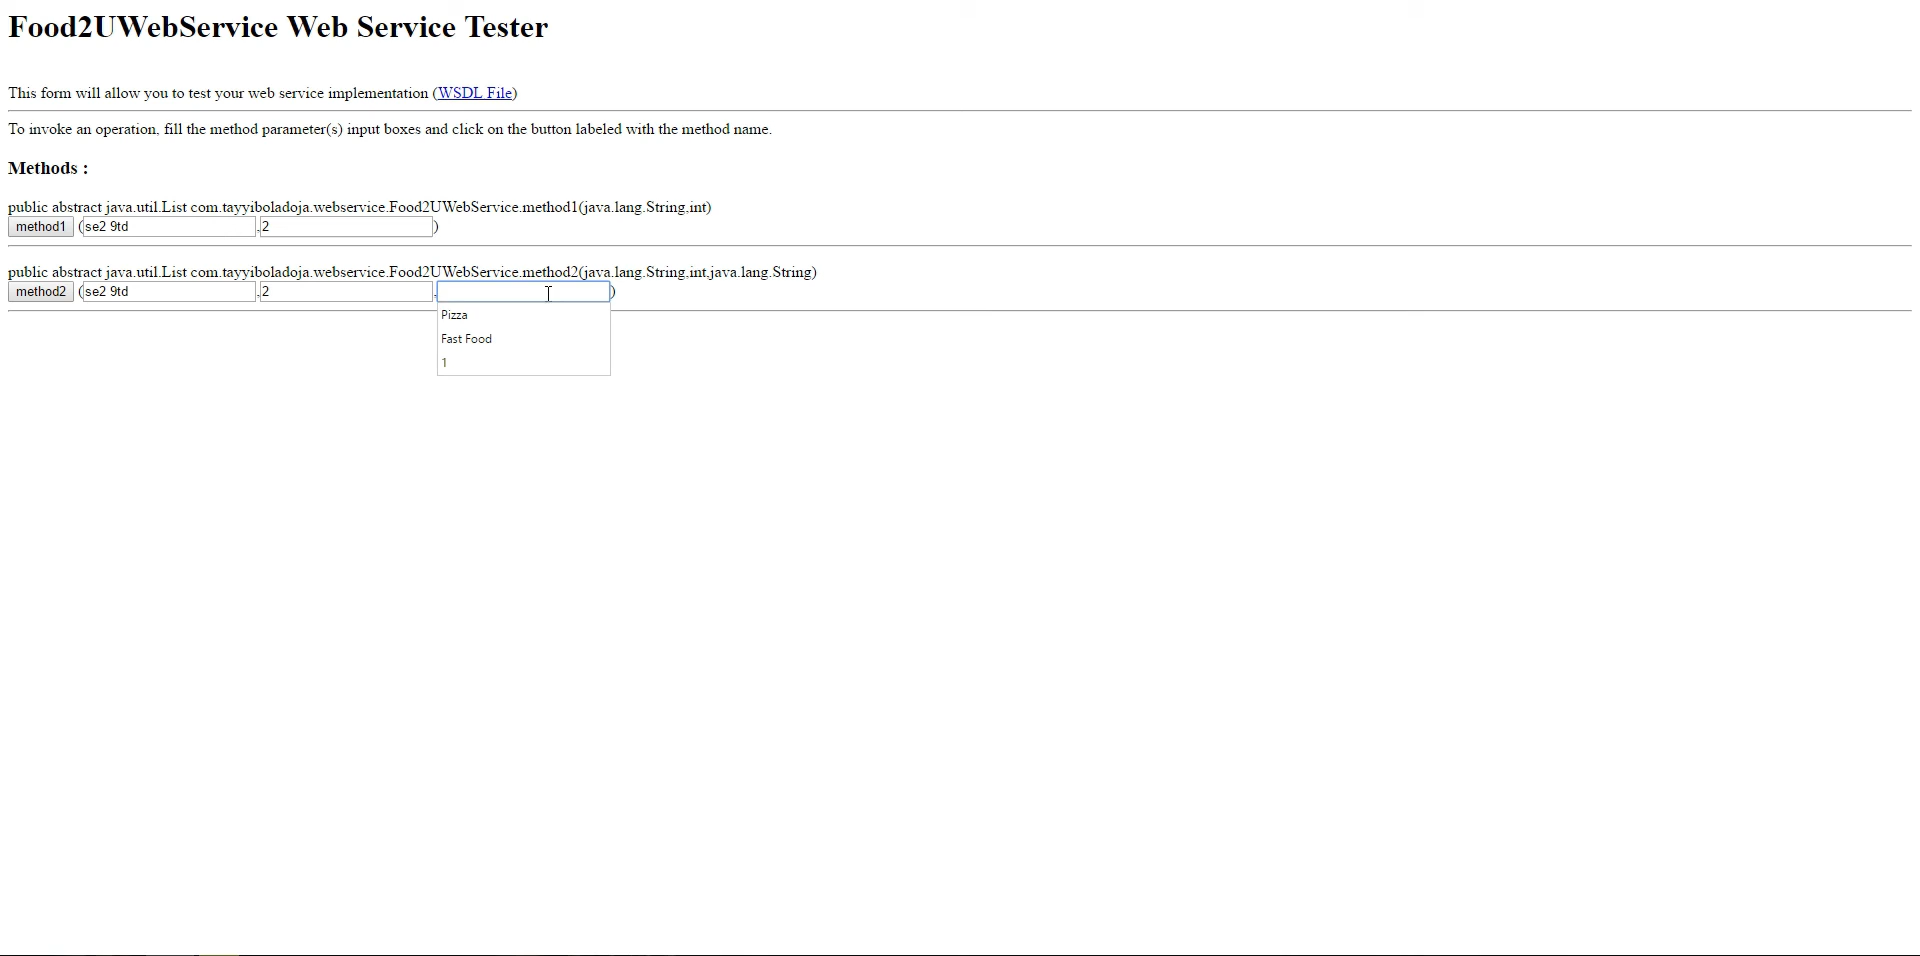 Food2UWebService Web Service Tester
This form will allow you to test your web service implementation (WSDL File)
To invoke an operation, fill the method parameter(s) input boxes and click on the button labeled with the method name.
Methods :
public abstract java.util.List com.tayyiboladoja.webservice.Food2UWebService.method1(java.lang.String,int)
method1 (se2 9td,2)
public abstract java.util.List com.tayyiboladoja.webservice.Food2UWebService.method2(java.lang.String,int,java.lang.String)
method2 (se2 9td,2,)
Pizza
Fast Food
1